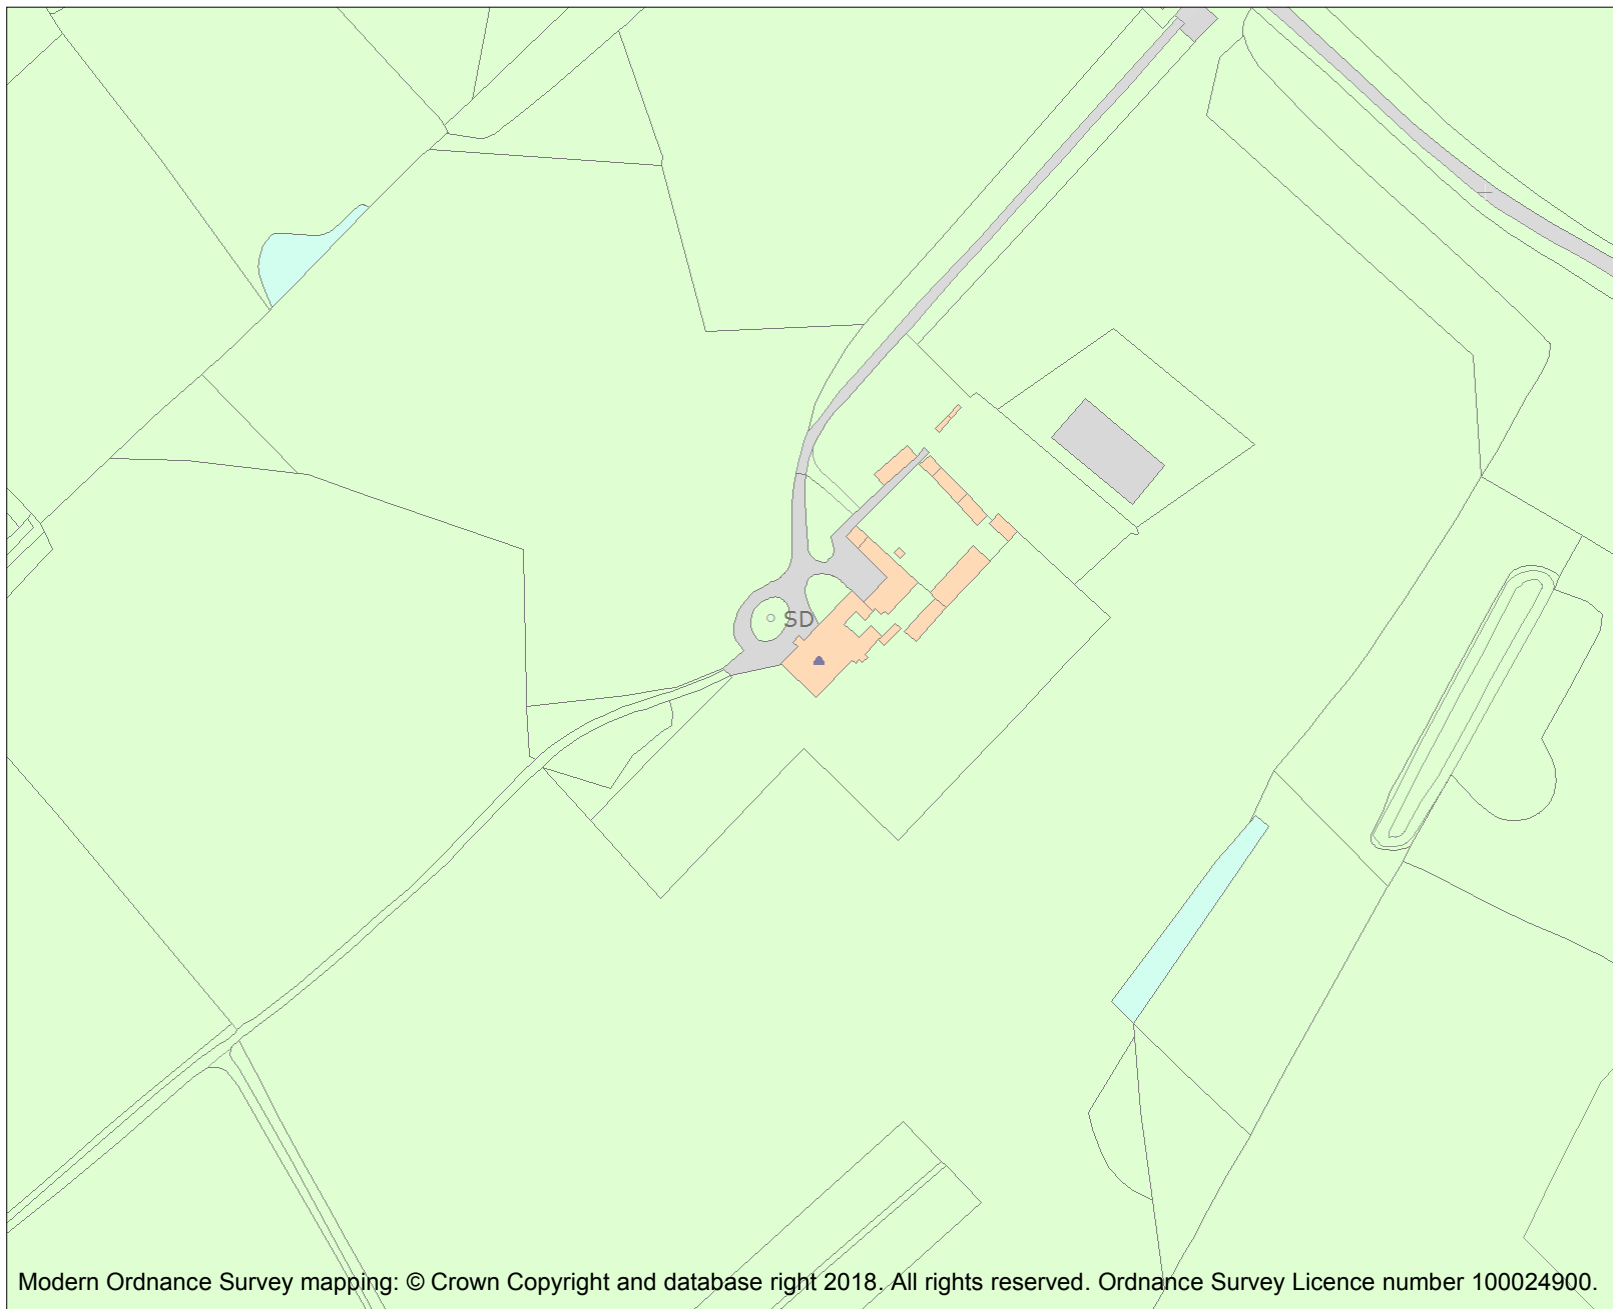 SD
Modern Ordnance Survey mapping: © Crown Copyright and database right 2018. All rights reserved. Ordnance Survey Licence number 100024900.